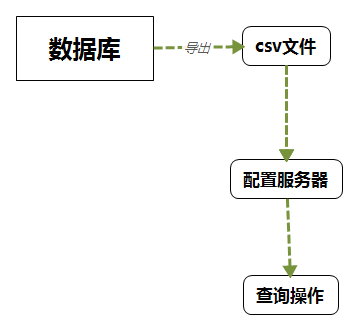 数据库
导出
csv文件
配置服务器
查询操作